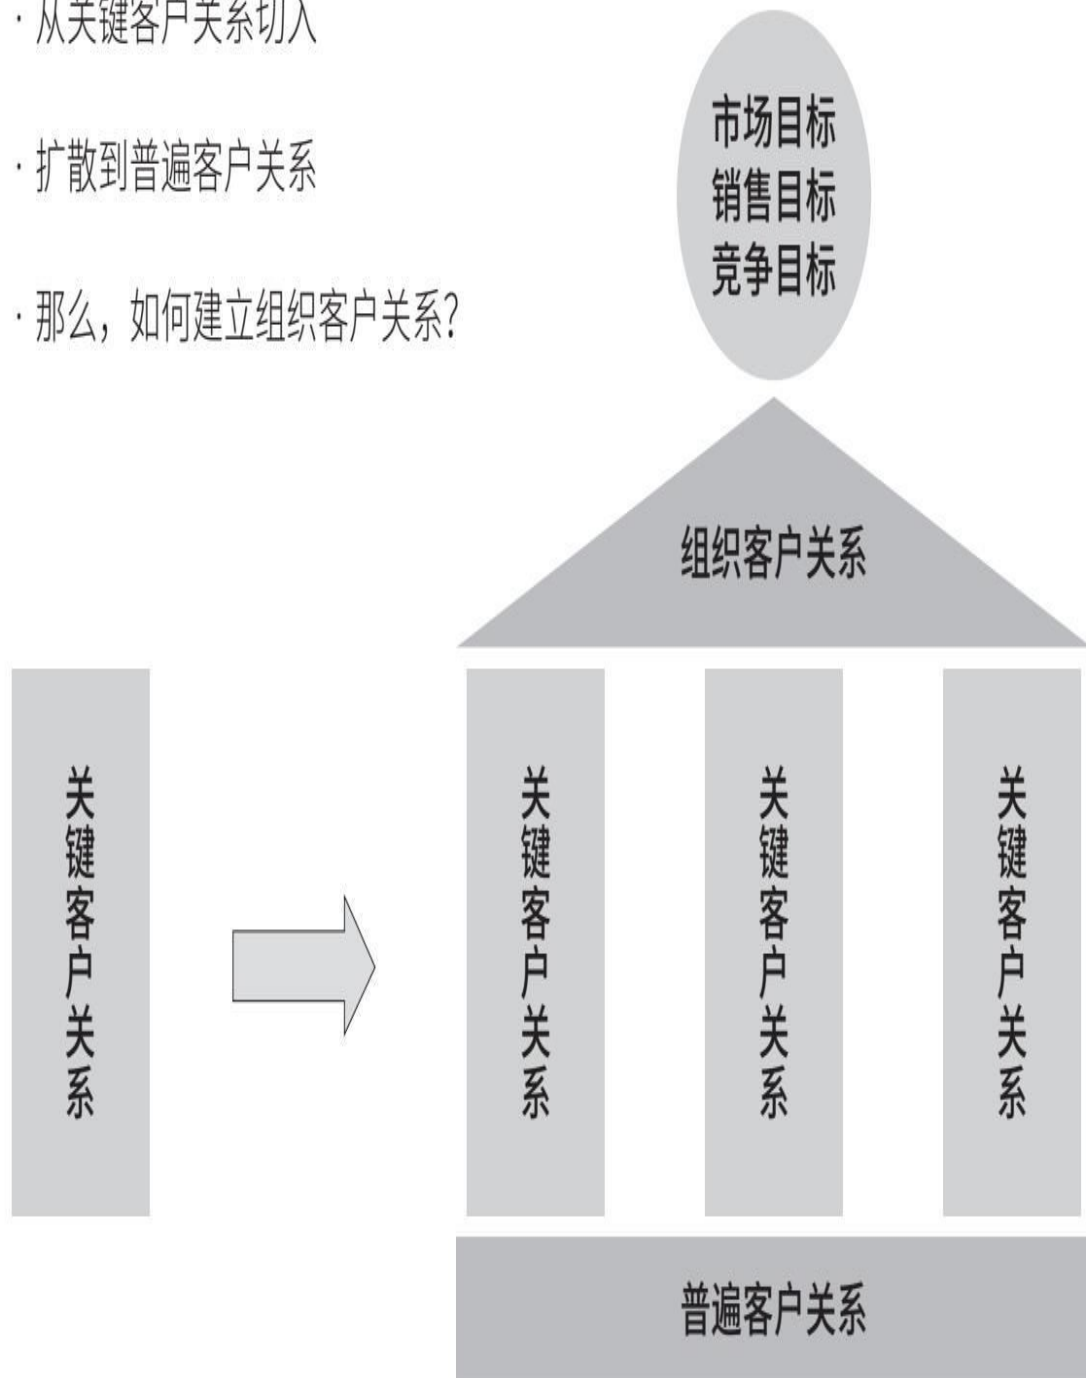 · 从关键客户关系切入
· 扩散到普遍客户关系
· 那么，如何建立组织客户关系？
市场目标
销售目标
竞争目标
组织客户关系
关键客户关系
关键客户关系
关键客户关系
关键客户关系
普遍客户关系